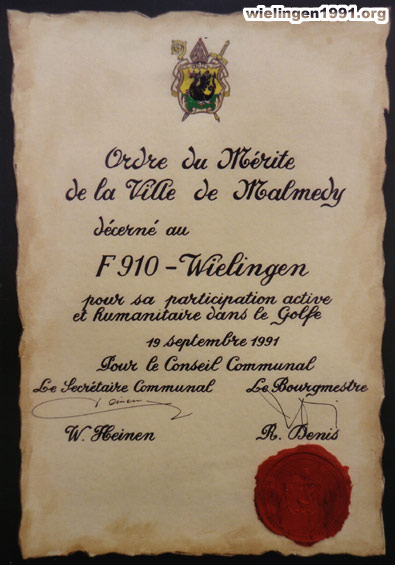 wielingen1991.org
Ordre du Mérite
de la Ville de Malmedy
décerné au
F910 - Wielingen
pour sa participation active
et humanitaire dans le Golfe
19 septembre 1991
Pour le Conseil Communal
Le Secrétaire Communal Le Bourgmestre
W. Heinen R. Denis